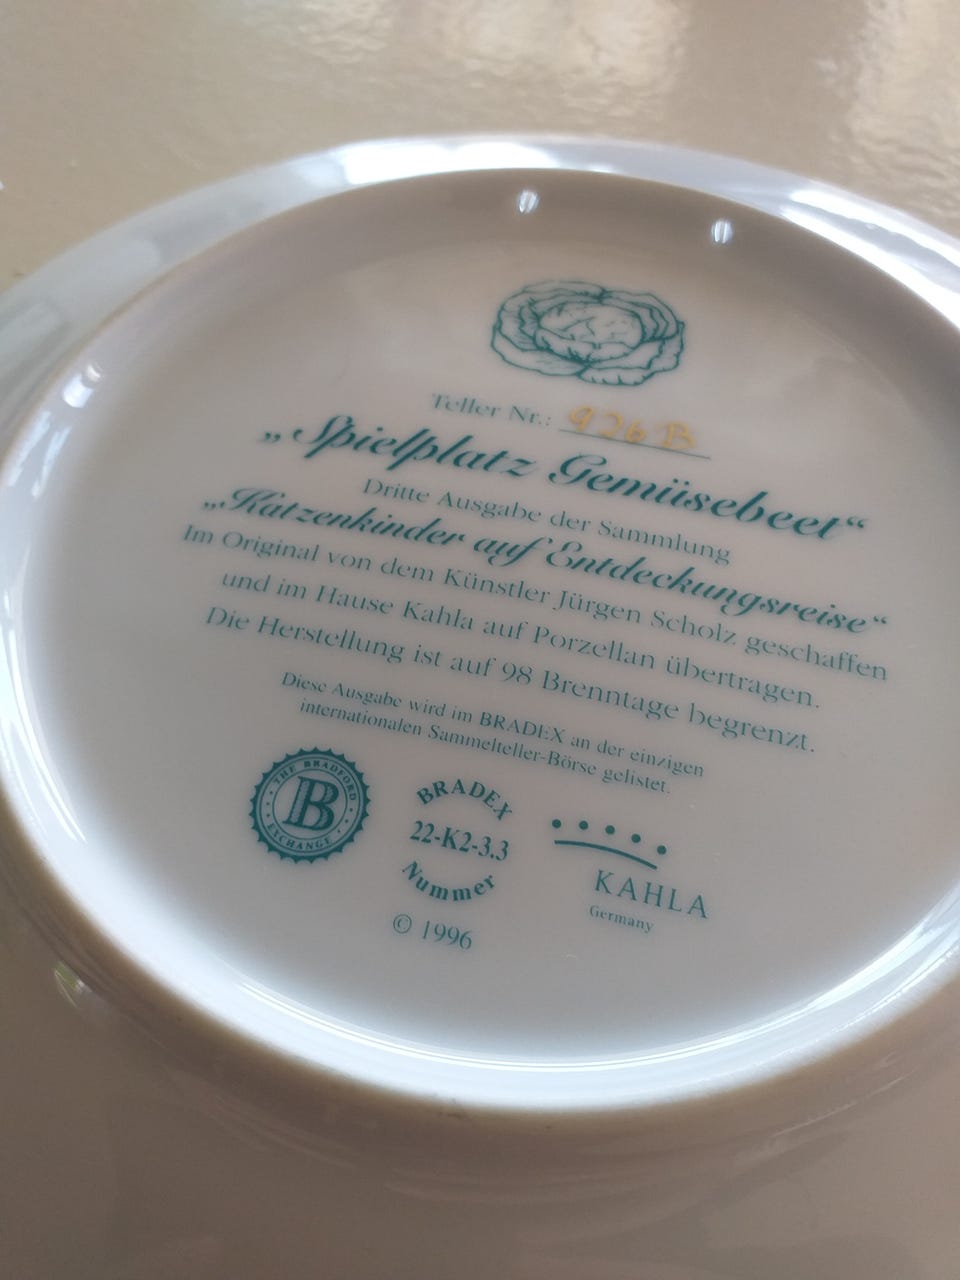 Teller Nr.: 926 B
„Spielplatz Gemüsebeet“
Dritte Ausgabe der Sammlung
„Katzenkinder auf Entdeckungsreise“
Im Original von dem Künstler Jürgen Scholz geschaffen
und im Hause Kahla auf Porzellan übertragen.
Die Herstellung ist auf 98 Brenntage begrenzt.
Diese Ausgabe wird im BRADEX an der einzigen
internationalen Sammelteller-Börse gelistet.
THE BRADFORD
B
EXCHANGE
BRADEX
22-K2-3.3
Nummer
KAHLA
Germany
© 1996